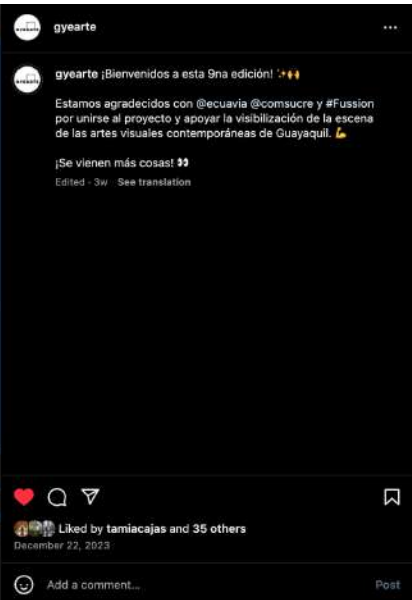 gyearte
gyearte ¡Bienvenidos a esta 9na edición! ✨🙌
Estamos agradecidos con @ecuavia @comsucre y #Fussion
por unirse al proyecto y apoyar la visibilización de la escena
de las artes visuales contemporáneas de Guayaquil. 💪
¡Se vienen más cosas! 👀
Edited · 3w See translation
Liked by tamiacajas and 35 others
December 22, 2023
Add a comment...
Post